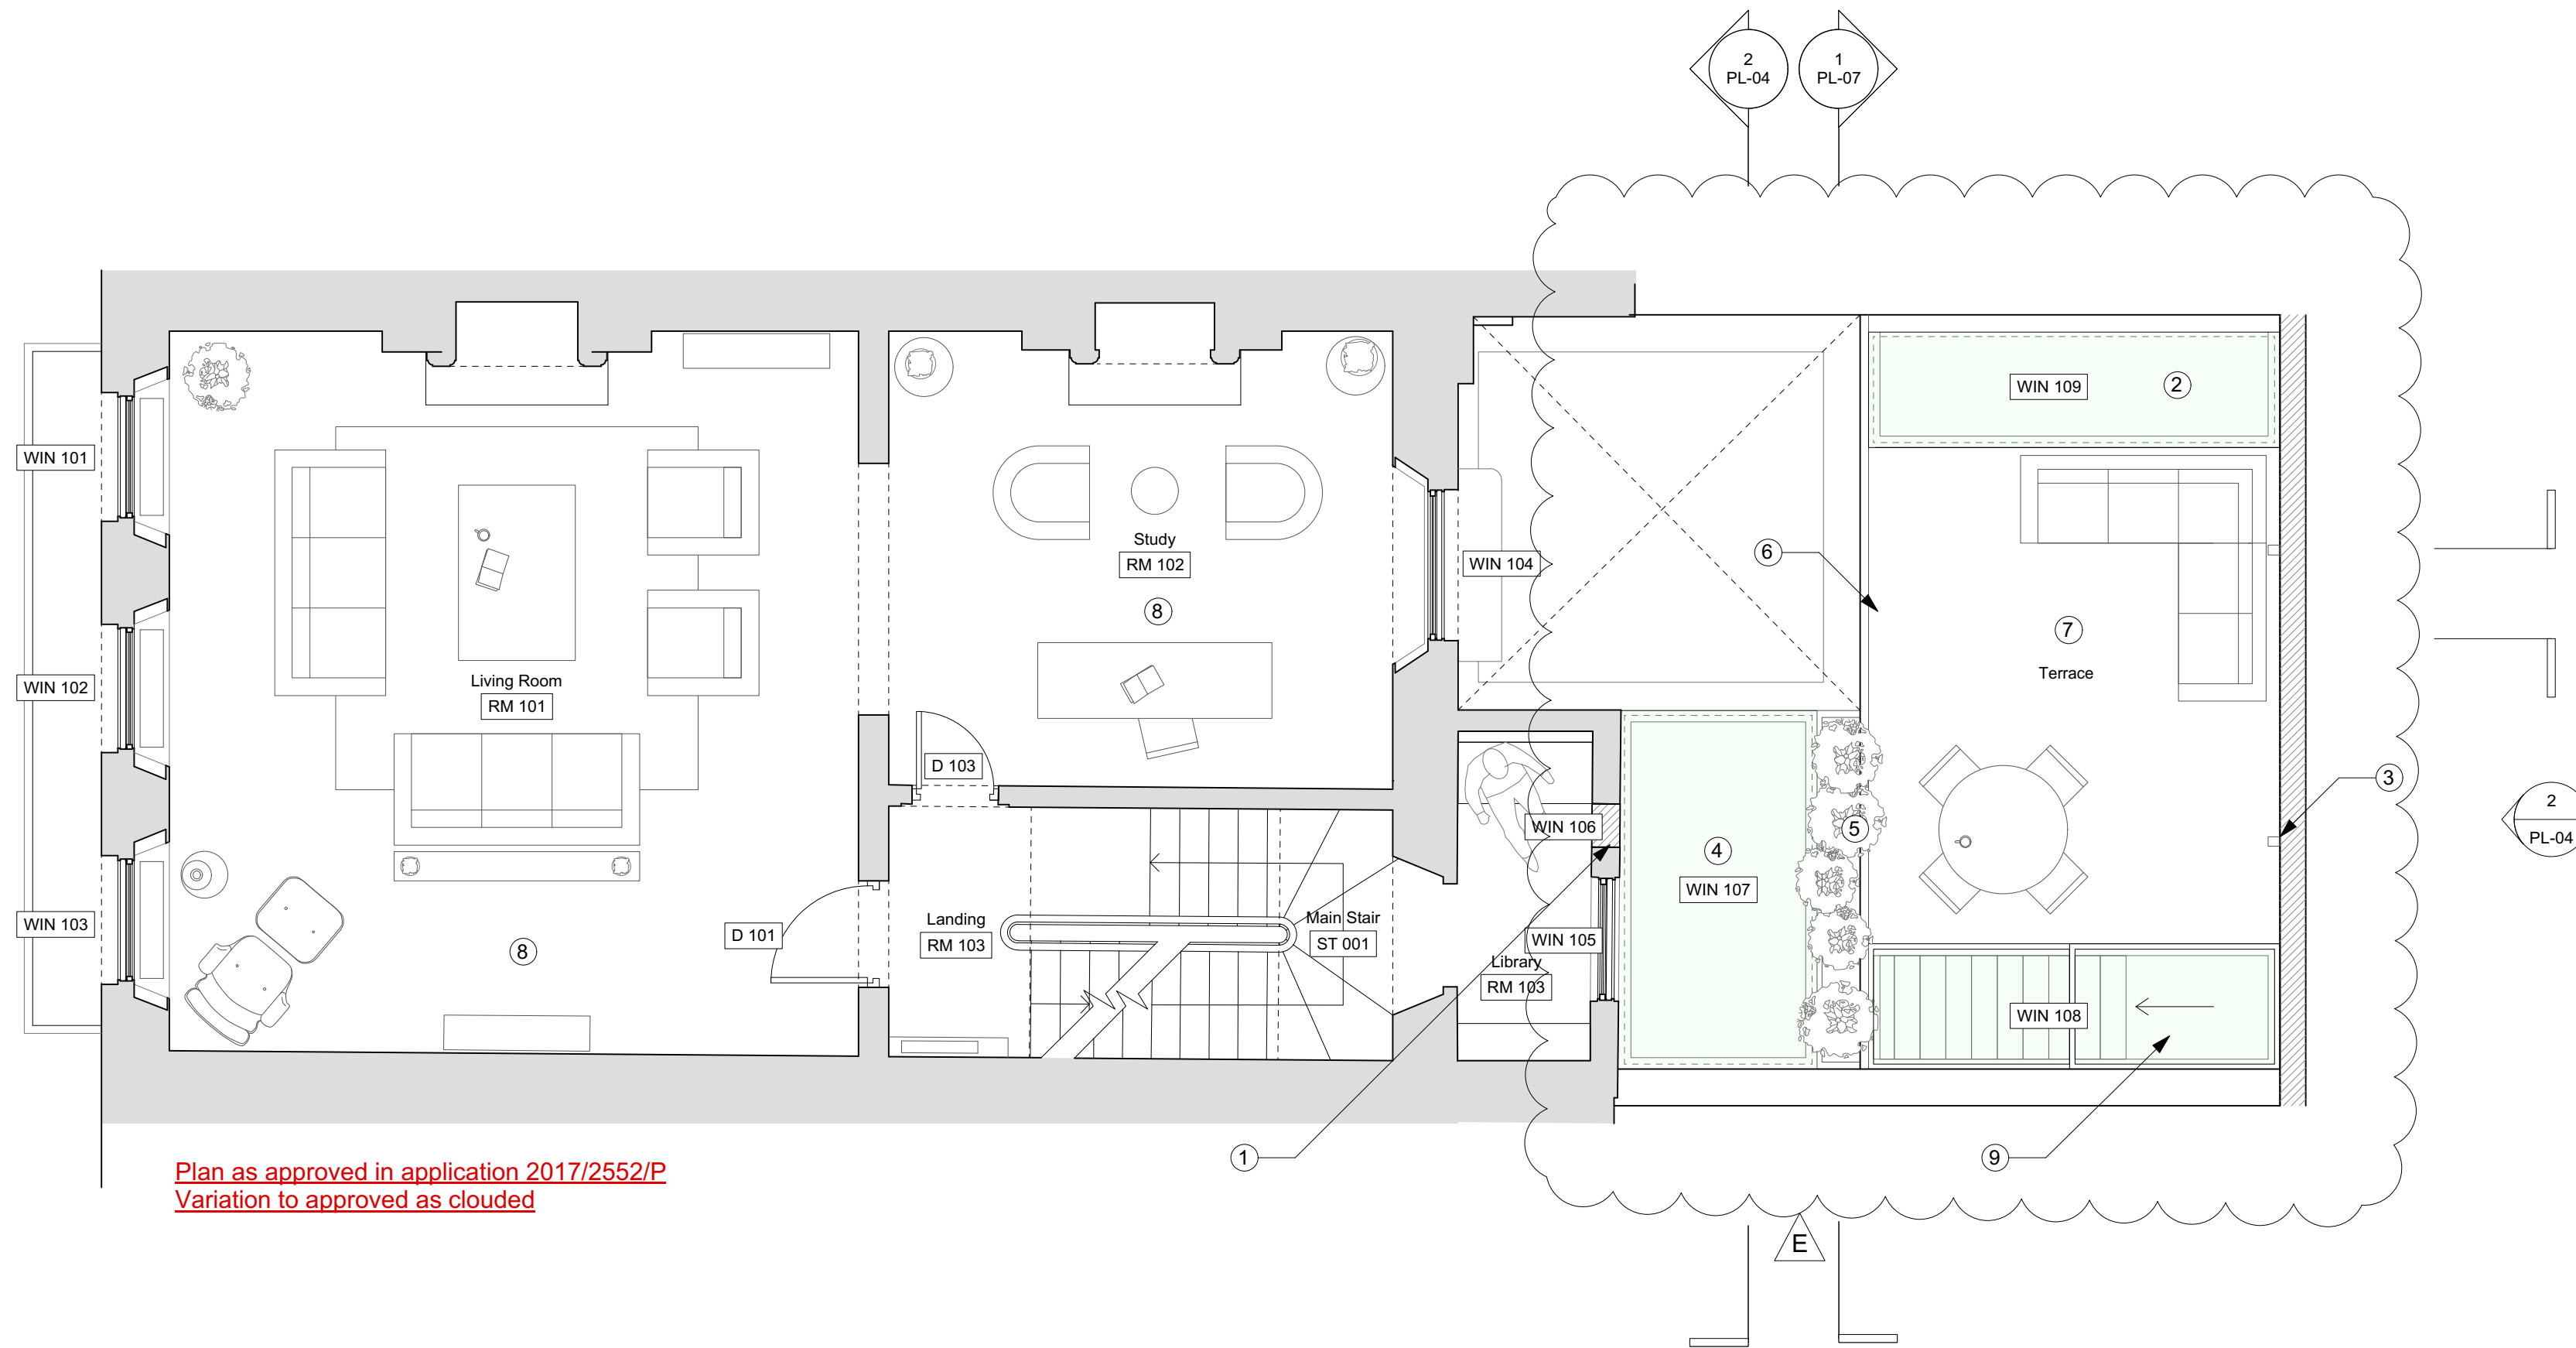 2
PL-04
1
PL-07
WIN 109
2
WIN 101
Study
RM 102
WIN 104
6
8
7
Terrace
WIN 102
Living Room
RM 101
D 103
3
WIN 106
5
2
PL-04
4
WIN 107
WIN 103
D 101
8
Landing
RM 103
Main Stair
ST 001
WIN 105
Library
RM 103
WIN 108
1
9
Plan as approved in application 2017/2552/P
Variation to approved as clouded
E